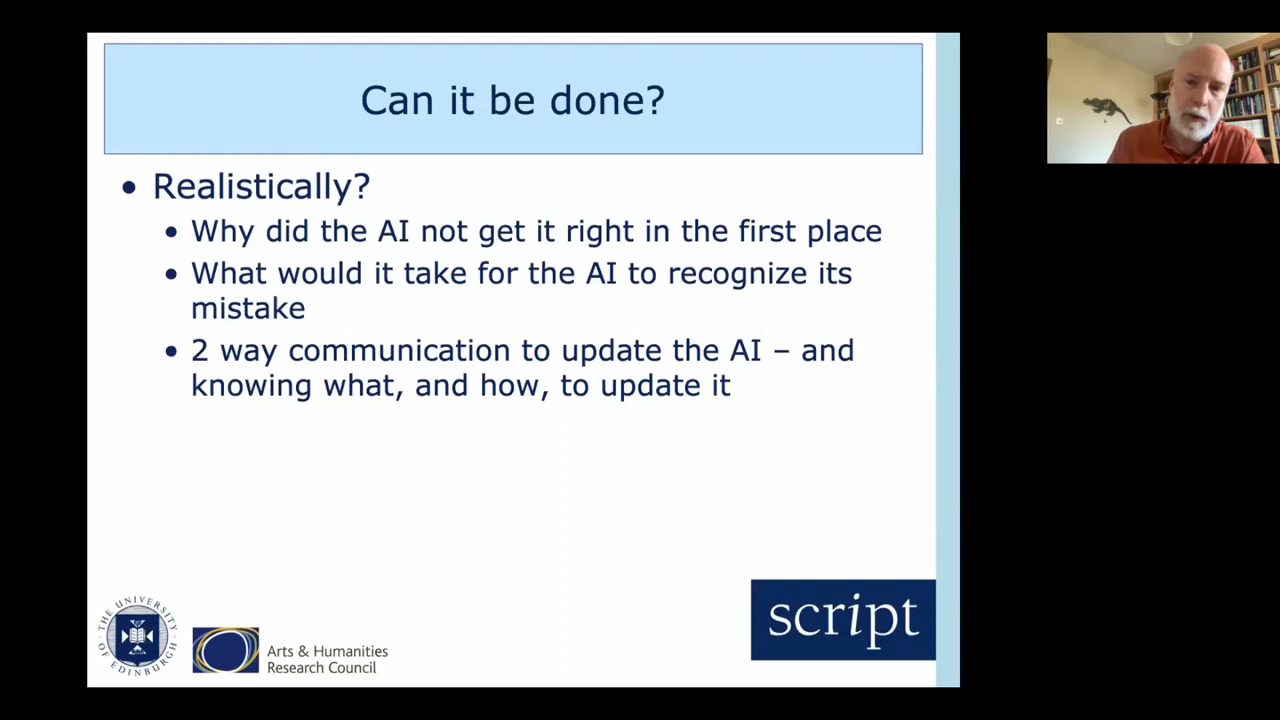 Can it be done?
• Realistically?
• Why did the AI not get it right in the first place
• What would it take for the AI to recognize its
mistake
• 2 way communication to update the AI – and
knowing what, and how, to update it
THE UNIVERSITY
OF EDINBURGH
Arts & Humanities
Research Council
script